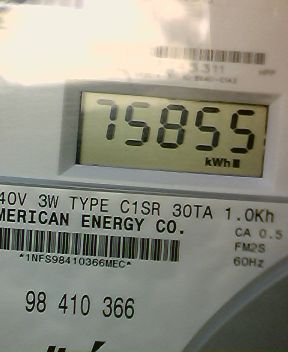 75855
kWh
40V 3W TYPE C1SR 30TA 1.0Kh
MERICAN ENERGY CO.
CA 0.5
FM2S
*1NFS98410366MEC*
60Hz
98 410 366